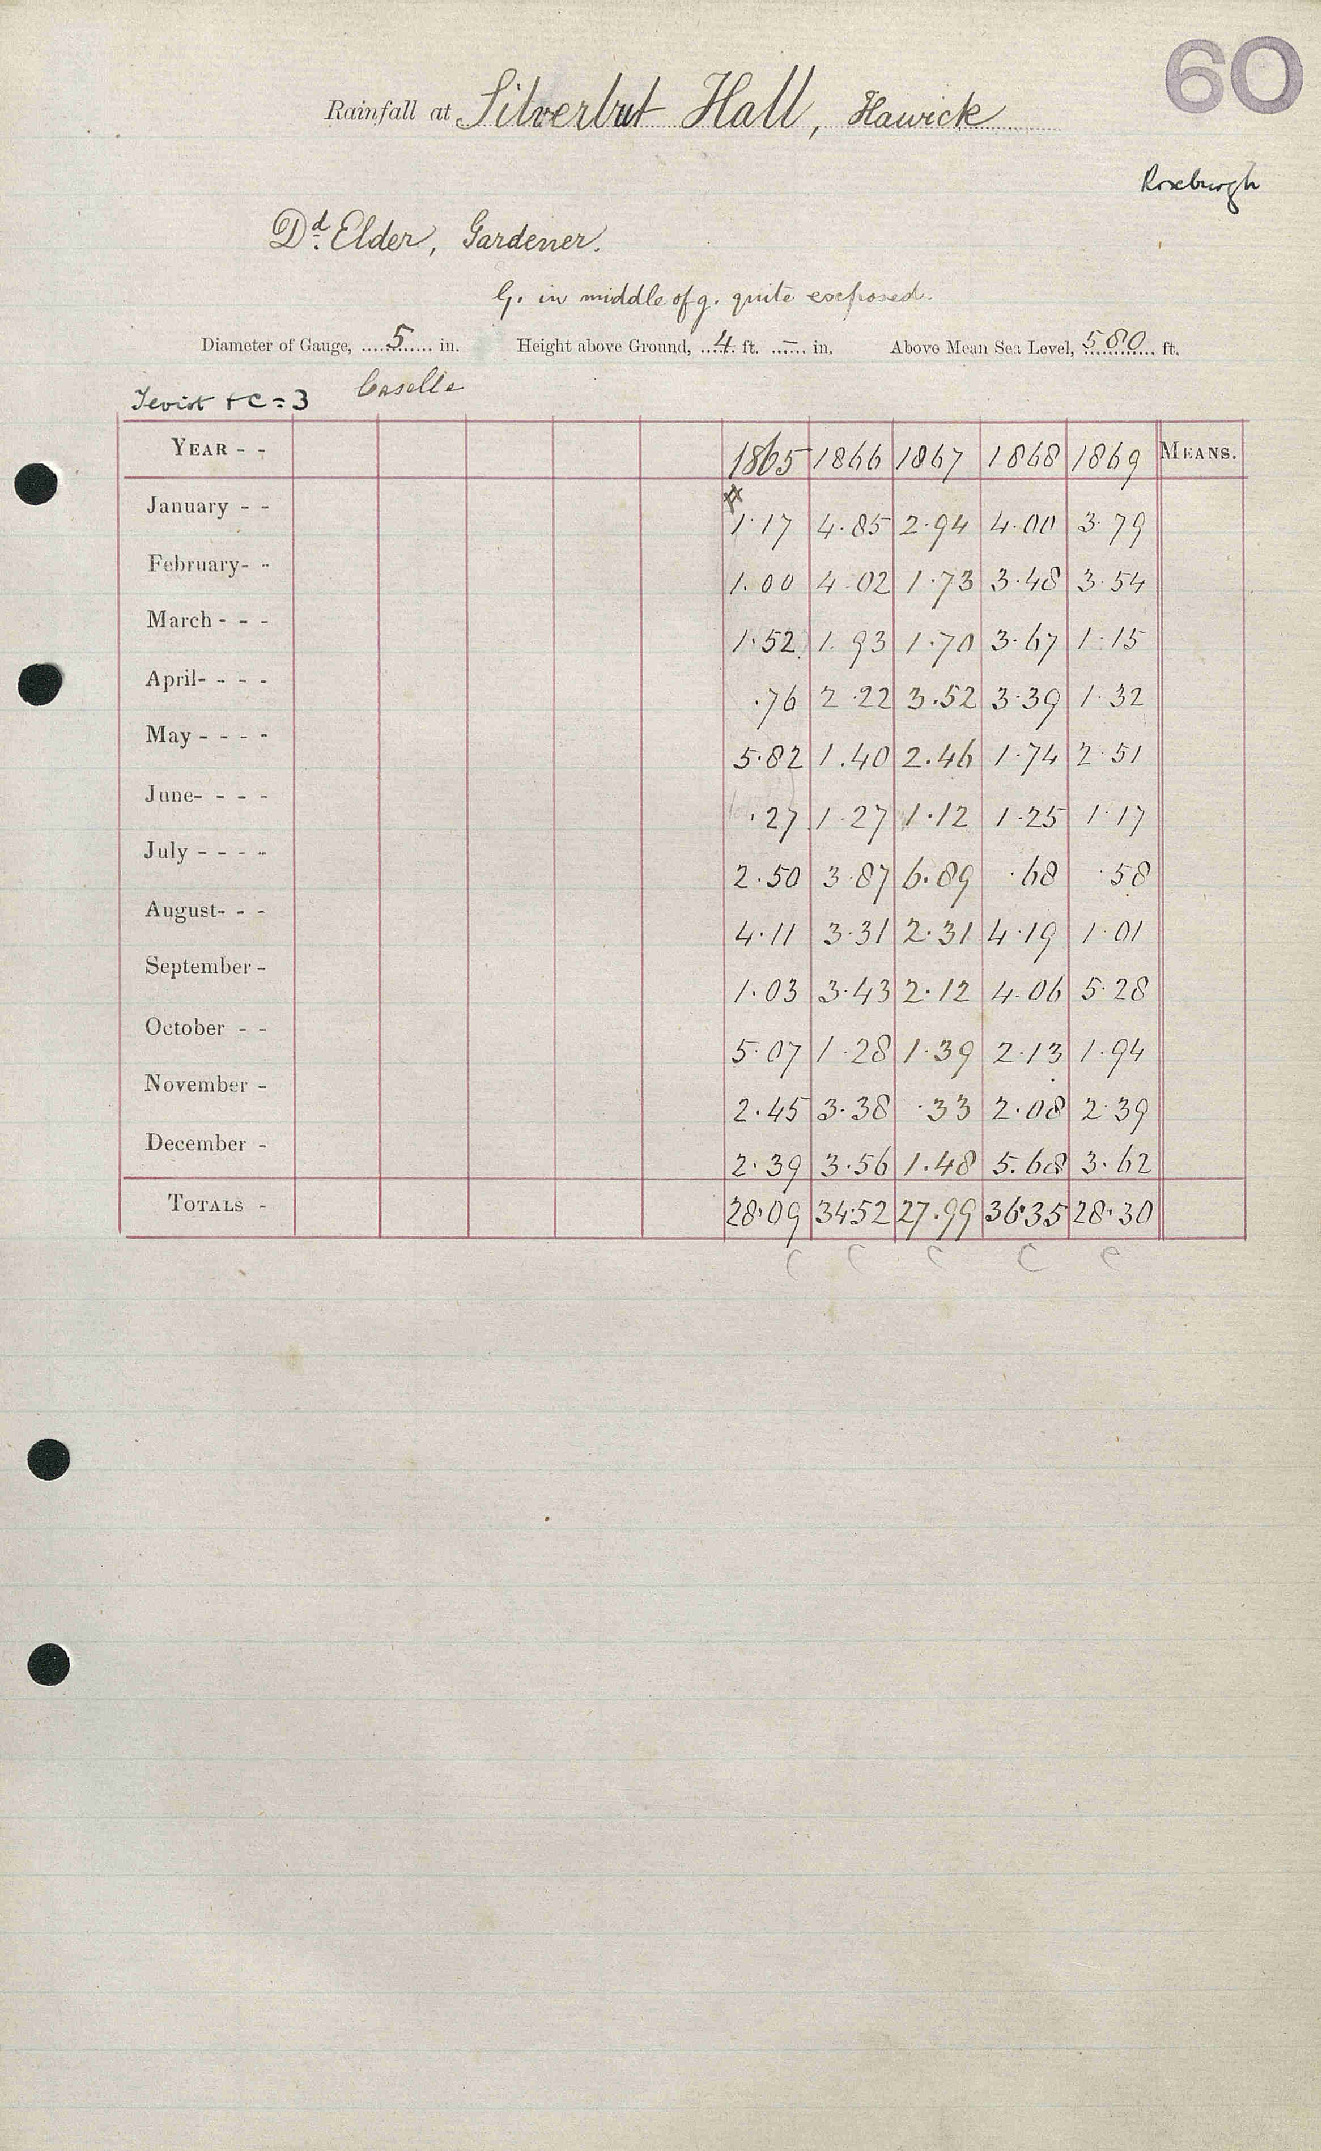 60
Rainfall at Silverbut Hall, Hawick
Roxburgh
Dd. Elder, Gardener.
G. in middle of g. quite exposed.
Diameter of Gauge, 5 in. Height above Ground, 4 ft. - in. Above Mean Sea Level, 580 ft.
Teviot + C = 3 Casella
YEAR - - 1865 1866 1867 1868 1869 MEANS.
January - - 1.17 4.85 2.94 4.00 3.79
February- - 1.00 4.02 1.73 3.48 3.54
March - - - 1.52 1.93 1.70 3.67 1.15
April- - - - .76 2.22 3.52 3.39 1.32
May - - - - 5.82 1.40 2.46 1.74 2.51
June- - - - .27 1.27 1.12 1.25 1.17
July - - - - 2.50 3.87 6.89 .68 .58
August- - - 4.11 3.31 2.31 4.19 1.01
September - 1.03 3.43 2.12 4.06 5.28
October - - 5.07 1.28 1.39 2.13 1.94
November - 2.45 3.38 .33 2.08 2.39
December - 2.39 3.56 1.48 5.68 3.62
TOTALS - 28.09 34.52 27.99 36.35 28.30
C C C C C